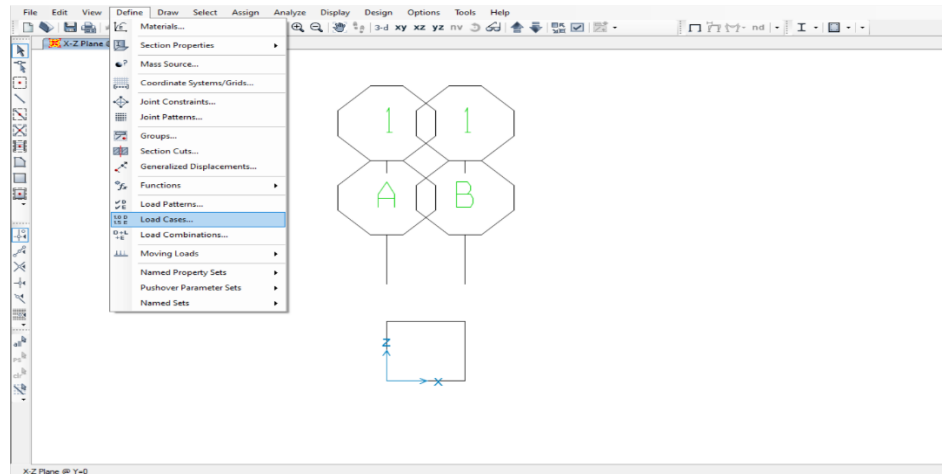 File Edit View Define Draw Select Assign Analyze Display Design Options Tools Help
3-d xy xz yz nv
nd
X-Z Plane @
Materials...
Section Properties
Mass Source...
Coordinate Systems/Grids...
Joint Constraints...
Joint Patterns...
Groups...
Section Cuts...
Generalized Displacements...
Functions
Load Patterns...
Load Cases...
Load Combinations...
Moving Loads
Named Property Sets
Pushover Parameter Sets
Named Sets
1 1
A B
Z
X
X-Z Plane @ Y=0